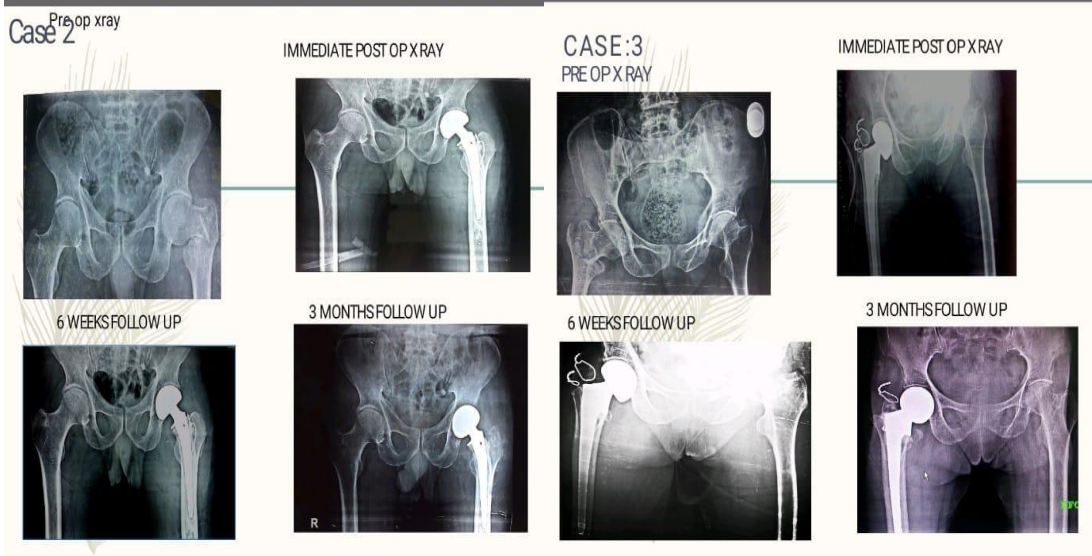 Case 2
Pre op xray
IMMEDIATE POST OP X RAY
6 WEEKS FOLLOW UP
3 MONTHS FOLLOW UP
R
CASE:3
PRE OP X RAY
IMMEDIATE POST OP X RAY
6 WEEKS FOLLOW UP
3 MONTHS FOLLOW UP